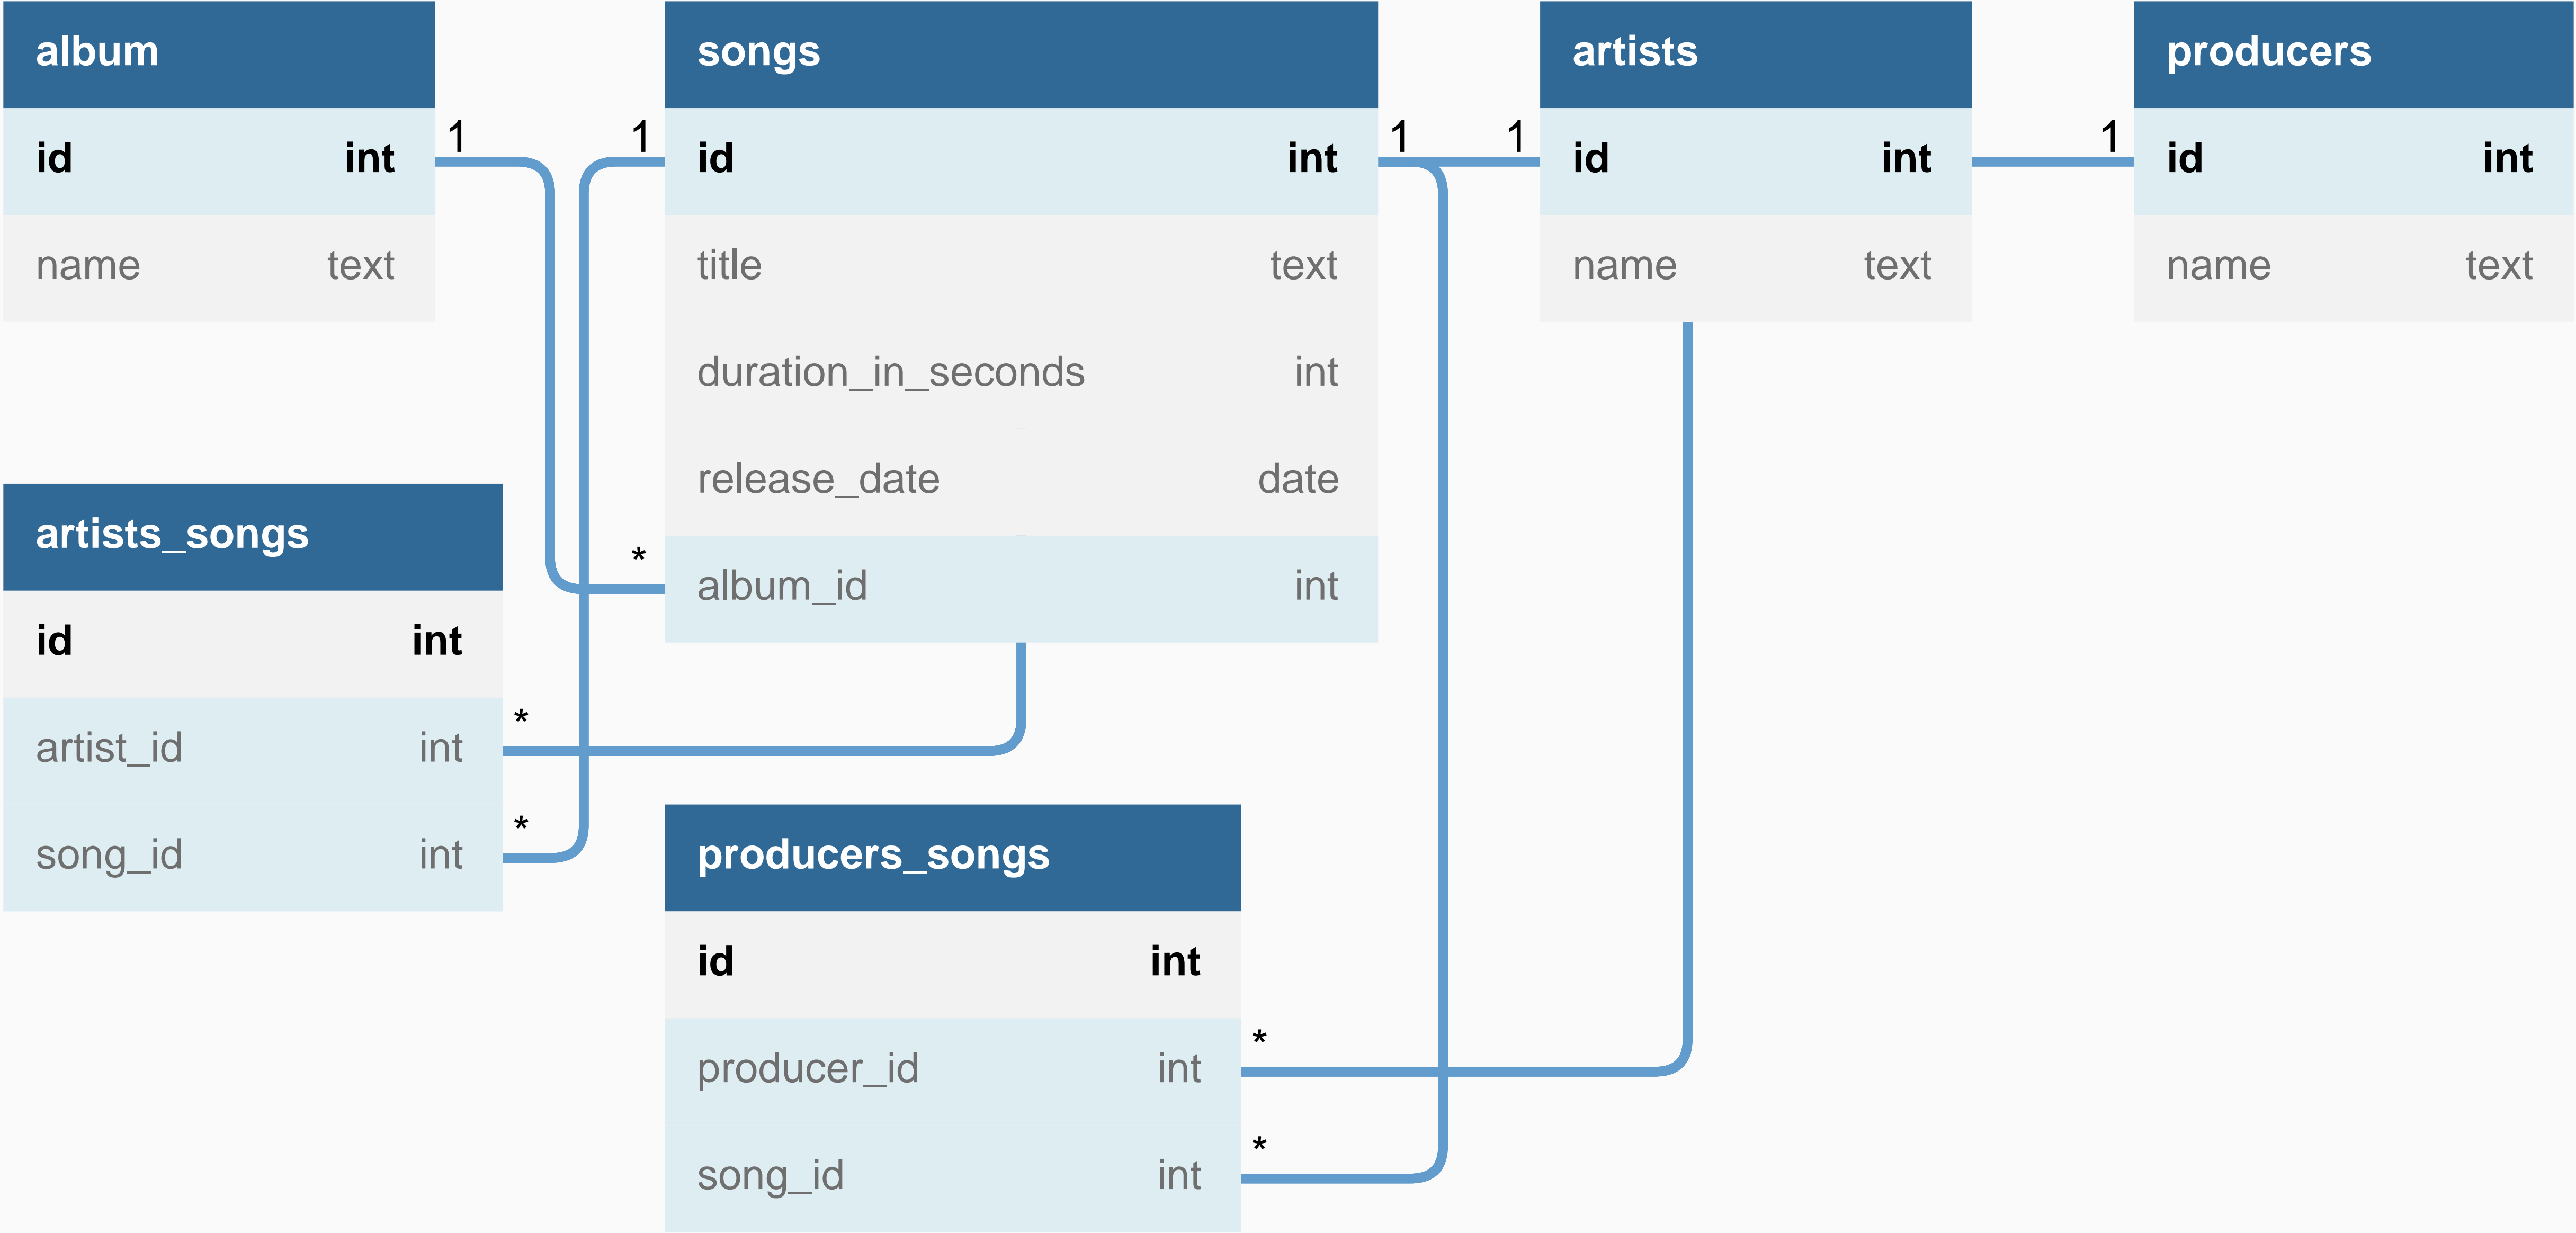 album
id int
name text
songs
id int
title text
duration_in_seconds int
release_date date
album_id int
artists
id int
name text
producers
id int
name text
artists_songs
id int
artist_id int
song_id int
producers_songs
id int
producer_id int
song_id int
1
1
1
1
1
*
*
*
*
*